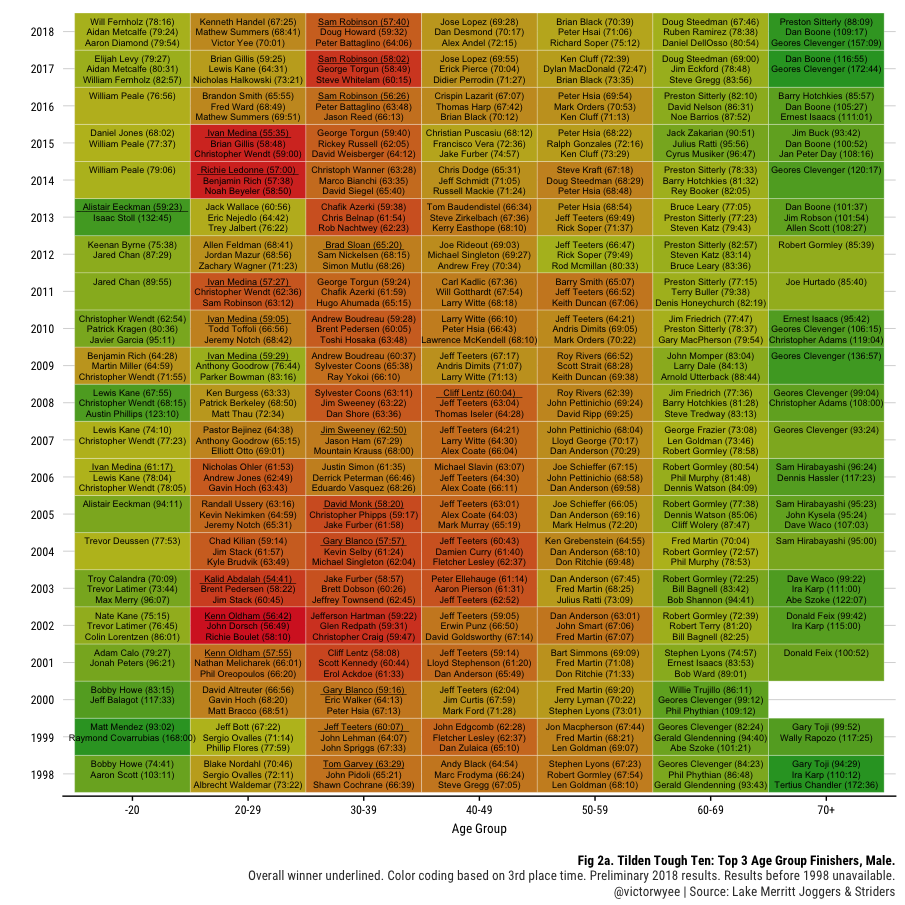 2018
Will Fernholz (78:16) Kenneth Handel (67:25) Sam Robinson (57:40) Jose Lopez (69:28) Brian Black (70:39) Doug Steedman (67:46) Preston Sitterly (88:09)
Aidan Metcalfe (79:24) Mathew Summers (68:41) Doug Howard (59:32) Dan Desmond (70:17) Peter Hsai (71:06) Ruben Ramirez (78:38) Dan Boone (109:17)
Aaron Diamond (79:54) Victor Yee (70:01) Peter Battaglino (64:06) Alex Andel (72:15) Richard Soper (75:12) Daniel DellOsso (80:54) Geores Clevenger (157:09)
2017
Elijah Levy (79:27) Brian Gillis (59:25) Sam Robinson (58:02) Jose Lopez (69:55) Ken Cluff (72:39) Doug Steedman (69:00) Dan Boone (116:55)
Aidan Metcalfe (80:31) Lewis Kane (64:31) George Torgun (58:49) Erick Pierce (70:04) Dylan MacDonald (72:47) Jim Eckford (78:48) Geores Clevenger (172:44)
William Fernholz (82:57) Nicholas Halkowski (73:21) Steve Whitelam (60:15) Didier Perrodin (71:27) Brian Black (73:35) Steve Gregg (83:56)
2016
William Peale (76:56) Brandon Smith (65:55) Sam Robinson (56:26) Crispin Lazarit (67:07) Peter Hsia (69:54) Preston Sitterly (82:10) Barry Hotchkies (85:57)
Fred Ward (68:49) Peter Battaglino (63:48) Thomas Harp (67:42) Mark Orders (70:53) David Nelson (86:31) Dan Boone (105:27)
Mathew Summers (69:51) Jason Reed (66:13) Brian Black (70:12) Ken Cluff (71:13) Noe Barrios (87:52) Ernest Isaacs (111:01)
2015
Daniel Jones (68:02) Ivan Medina (55:35) George Torgun (59:40) Christian Puscasiu (68:12) Peter Hsia (68:22) Jack Zakarian (90:51) Jim Buck (93:42)
William Peale (77:37) Brian Gillis (58:48) Rickey Russell (62:05) Francisco Vera (72:36) Ralph Gonzales (72:16) Julius Ratti (95:56) Dan Boone (100:52)
Christopher Wendt (59:00) David Weisberger (64:12) Jake Furber (74:57) Ken Cluff (73:29) Cyrus Musiker (96:47) Jan Peter Day (108:16)
2014
William Peale (79:06) Richie Ledonne (57:00) Christoph Wanner (63:28) Chris Dodge (65:31) Steve Kraft (67:18) Preston Sitterly (78:33) Geores Clevenger (120:17)
Benjamin Rich (57:38) Marco Bianchi (63:35) Jeff Schmidt (71:05) Doug Steedman (68:29) Barry Hotchkies (81:32)
Noah Beyeler (58:50) David Siegel (65:40) Russell Mackie (71:24) Peter Hsia (68:48) Rey Booker (82:05)
2013
Alistair Eeckman (59:23) Jack Wallace (60:56) Chafik Azerki (59:38) Tom Baudendistel (66:34) Peter Hsia (68:54) Bruce Leary (77:05) Dan Boone (101:37)
Isaac Stoll (132:45) Eric Nejedlo (64:42) Chris Belnap (61:54) Steve Zirkelbach (67:36) Jeff Teeters (69:49) Preston Sitterly (77:23) Jim Robson (101:54)
Trey Jalbert (76:22) Rob Nachtwey (62:23) Kerry Easthope (68:10) Rick Soper (71:37) Steven Katz (79:43) Allen Scott (108:27)
2012
Keenan Byrne (75:38) Allen Feldman (68:41) Brad Sloan (65:20) Joe Rideout (69:03) Jeff Teeters (66:47) Preston Sitterly (82:57) Robert Gormley (85:39)
Jared Chan (87:29) Jordan Mazur (68:56) Sam Nickelsen (68:15) Michael Singleton (69:27) Rick Soper (79:49) Steven Katz (83:14)
Zachary Wagner (71:23) Simon Mutlu (68:26) Andrew Frey (70:34) Rod Mcmillan (80:33) Bruce Leary (83:36)
2011
Jared Chan (89:55) Ivan Medina (57:27) George Torgun (59:24) Carl Kadlic (67:36) Barry Smith (65:07) Preston Sitterly (77:15) Joe Hurtado (85:40)
Christopher Wendt (62:36) Chafik Azerki (61:59) Will Gotthardt (67:54) Jeff Teeters (66:52) Terry Buller (79:38)
Sam Robinson (63:12) Hugo Ahumada (65:15) Larry Witte (68:18) Keith Duncan (67:06) Denis Honeychurch (82:19)
2010
Christopher Wendt (62:54) Ivan Medina (59:05) Andrew Boudreau (59:28) Larry Witte (66:10) Jeff Teeters (64:21) Jim Friedrich (77:47) Ernest Isaacs (95:42)
Patrick Kragen (80:36) Todd Toffoli (66:56) Brent Pedersen (60:05) Peter Hsia (66:43) Andris Dimits (69:05) Preston Sitterly (78:37) Geores Clevenger (106:15)
Javier Garcia (95:11) Jeremy Notch (68:42) Toshi Hosaka (63:48) Lawrence McKendell (68:10) Mark Orders (70:22) Gary MacPherson (79:54) Christopher Adams (119:04)
2009
Benjamin Rich (64:28) Ivan Medina (59:29) Andrew Boudreau (60:37) Jeff Teeters (67:17) Roy Rivers (66:52) John Momper (83:04) Geores Clevenger (136:57)
Martin Miller (64:59) Anthony Goodrow (76:44) Sylvester Coons (65:38) Andris Dimits (71:07) Scott Strait (68:28) Larry Dale (84:13)
Christopher Wendt (71:55) Parker Bowman (83:16) Ray Yokoi (66:10) Larry Witte (71:13) Keith Duncan (69:38) Arnold Utterback (88:44)
2008
Lewis Kane (67:55) Ken Burgess (63:33) Sylvester Coons (63:11) Cliff Lentz (60:04) Roy Rivers (62:39) Jim Friedrich (77:36) Geores Clevenger (99:04)
Christopher Wendt (68:15) Patrick Berkeley (68:50) Jim Sweeney (63:22) Jeff Teeters (63:04) John Pettinichio (69:24) Barry Hotchkies (81:28) Christopher Adams (108:00)
Austin Phillips (123:10) Matt Thau (72:34) Dan Shore (63:36) Thomas Iseler (64:28) David Ripp (69:25) Steve Tredway (83:13)
2007
Lewis Kane (74:10) Pastor Bejinez (64:38) Jim Sweeney (62:50) Jeff Teeters (64:21) John Pettinichio (68:04) George Frazier (73:08) Geores Clevenger (93:24)
Christopher Wendt (77:23) Anthony Goodrow (65:15) Jason Ham (67:29) Larry Witte (64:30) Lloyd George (70:17) Len Goldman (73:46)
Elliott Otto (69:01) Mountain Krauss (68:00) Alex Coate (66:04) Dan Anderson (70:29) Robert Gormley (78:58)
2006
Ivan Medina (61:17) Nicholas Ohler (61:53) Justin Simon (61:35) Michael Slavin (63:07) Joe Schieffer (67:15) Robert Gormley (80:54) Sam Hirabayashi (96:24)
Lewis Kane (78:04) Andrew Jones (62:49) Derrick Peterman (66:46) Jeff Teeters (64:30) John Pettinichio (68:58) Phil Murphy (81:48) Dennis Hassler (117:23)
Christopher Wendt (78:05) Gavin Hoch (63:43) Eduardo Vasquez (68:26) Alex Coate (66:11) Dan Anderson (69:58) Dennis Watson (84:09)
2005
Alistair Eeckman (94:11) Randall Ussery (63:16) David Monk (58:20) Jeff Teeters (63:01) Joe Schieffer (66:05) Robert Gormley (77:38) Sam Hirabayashi (95:23)
Kevin Nekimken (64:59) Christopher Phipps (59:17) Alex Coate (64:03) Dan Anderson (69:16) Dennis Watson (85:06) John Kysela (95:24)
Jeremy Notch (65:31) Jake Furber (61:58) Mark Murray (65:19) Mark Helmus (72:20) Cliff Wolery (87:47) Dave Waco (107:03)
2004
Trevor Deussen (77:53) Chad Kilian (59:14) Gary Blanco (57:57) Jeff Teeters (60:43) Ken Grebenstein (64:55) Fred Martin (70:04) Sam Hirabayashi (95:00)
Jim Stack (61:57) Kevin Selby (61:24) Damien Curry (61:40) Dan Anderson (68:10) Robert Gormley (72:57)
Kyle Brudvik (63:49) Michael Singleton (62:04) Fletcher Lesley (62:37) Don Ritchie (69:48) Phil Murphy (78:53)
2003
Troy Calandra (70:09) Kalid Abdalah (54:41) Jake Furber (58:57) Peter Ellehauge (61:14) Dan Anderson (67:45) Robert Gormley (72:25) Dave Waco (99:22)
Trevor Latimer (73:44) Brent Pedersen (58:22) Brett Dobson (60:26) Aaron Pierson (61:31) Fred Martin (68:25) Bill Bagnell (83:42) Ira Karp (111:00)
Max Merry (96:07) Jim Stack (60:45) Jeffrey Townsend (62:45) Jeff Teeters (62:52) Julius Ratti (73:09) Bob Shannon (94:41) Abe Szoke (122:07)
2002
Nate Kane (75:15) Kenn Oldham (56:42) Jefferson Hartman (59:22) Jeff Teeters (59:05) Dan Anderson (63:01) Robert Gormley (72:39) Donald Feix (99:42)
Trevor Latimer (76:45) John Dorsch (56:49) Glen Redpath (59:31) Erwin Punz (66:50) John Smart (67:06) Robert Terry (81:20) Ira Karp (115:00)
Colin Lorentzen (86:01) Richie Boulet (58:10) Christopher Craig (59:47) David Goldsworthy (67:14) Fred Martin (67:07) Bill Bagnell (82:25)
2001
Adam Calo (79:27) Kenn Oldham (57:55) Cliff Lentz (58:08) Jeff Teeters (59:14) Bart Simmons (69:09) Stephen Lyons (74:57) Donald Feix (100:52)
Jonah Peters (96:21) Nathan Melicharek (66:01) Scott Kennedy (60:44) Lloyd Stephenson (61:20) Fred Martin (71:08) Ernest Isaacs (83:53)
Phil Oreopoulos (66:20) Erol Ackdoe (61:33) Dan Anderson (65:49) Don Ritchie (71:33) Bob Ward (89:01)
2000
Bobby Howe (83:15) David Altreuter (66:56) Gary Blanco (59:16) Jeff Teeters (62:04) Fred Martin (69:20) Willie Trujillo (86:11)
Jeff Balagot (117:33) Gavin Hoch (68:20) Eric Walker (64:13) Jim Curtis (67:59) Jerry Lyman (70:22) Geores Clevenger (99:12)
Matt Bracco (68:51) Peter Hsia (67:13) Mark Ford (71:28) Stephen Lyons (73:01) Phil Phythian (109:12)
1999
Matt Mendez (93:02) Jeff Bott (67:22) Jeff Teeters (60:07) John Edgcombe (62:28) Jon Macpherson (67:44) Geores Clevenger (82:24) Gary Toji (99:52)
Raymond Covarrubias (168:00) Sergio Ovalles (71:14) John Lehman (64:07) Fletcher Lesley (62:37) Fred Martin (68:21) Gerald Glendenning (94:40) Wally Rapozo (117:25)
Phillip Flores (77:59) John Spriggs (67:33) Dan Zulaica (65:10) Len Goldman (69:07) Abe Szoke (101:21)
1998
Bobby Howe (74:41) Blake Nordahl (70:46) Tom Garvey (63:29) Andy Black (64:54) Stephen Lyons (67:23) Geores Clevenger (84:23) Gary Toji (94:29)
Aaron Scott (103:11) Sergio Ovalles (72:11) John Pidoli (65:21) Marc Frodyma (66:24) Robert Gormley (67:54) Phil Phythian (86:48) Ira Karp (110:12)
Albrecht Waldemar (73:22) Shawn Cochrane (66:39) Steve Gregg (67:05) Len Goldman (68:10) Gerald Glendenning (93:43) Tertius Chandler (172:36)
-20 20-29 30-39 40-49 50-59 60-69 70+
Age Group
Fig 2a. Tilden Tough Ten: Top 3 Age Group Finishers, Male.
Overall winner underlined. Color coding based on 3rd place time. Preliminary 2018 results. Results before 1998 unavailable.
@victorwyee | Source: Lake Merritt Joggers & Striders